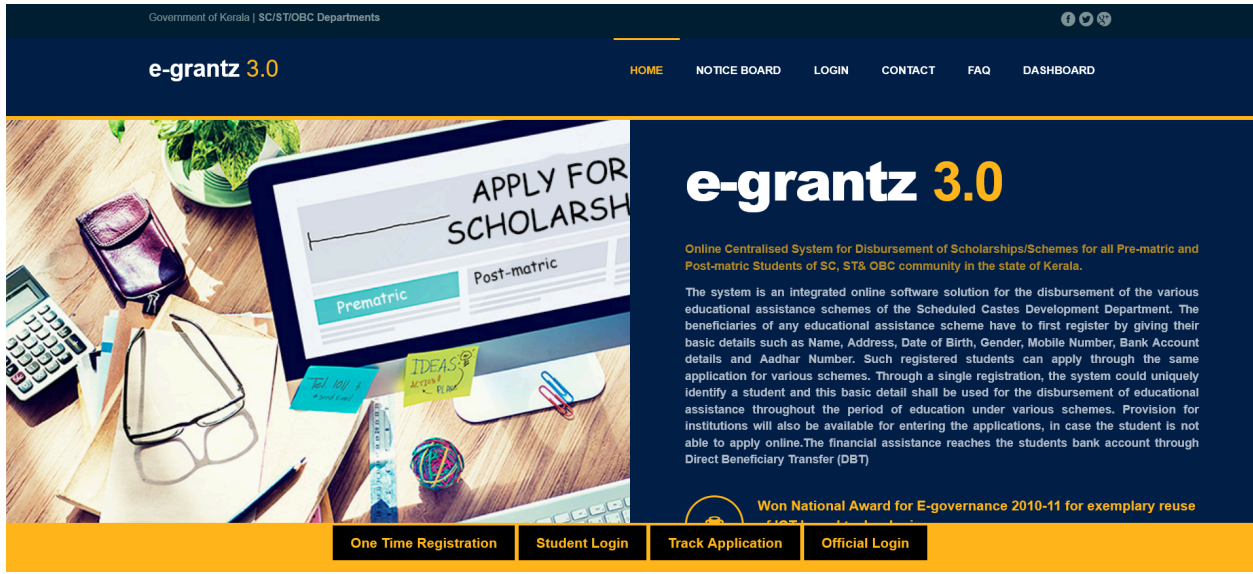 Government of Kerala | SC/ST/OBC Departments
e-grantz 3.0
HOME NOTICE BOARD LOGIN CONTACT FAQ DASHBOARD
APPLY FOR
SCHOLARSH
Prematric
Post-matric
IDEAS:
ACTION
PLAN
e-grantz 3.0
Online Centralised System for Disbursement of Scholarships/Schemes for all Pre-matric and
Post-matric Students of SC, ST& OBC community in the state of Kerala.
The system is an integrated online software solution for the disbursement of the various
educational assistance schemes of the Scheduled Castes Development Department. The
beneficiaries of any educational assistance scheme have to first register by giving their
basic details such as Name, Address, Date of Birth, Gender, Mobile Number, Bank Account
details and Aadhar Number. Such registered students can apply through the same
application for various schemes. Through a single registration, the system could uniquely
identify a student and this basic detail shall be used for the disbursement of educational
assistance throughout the period of education under various schemes. Provision for
institutions will also be available for entering the applications, in case the student is not
able to apply online.The financial assistance reaches the students bank account through
Direct Beneficiary Transfer (DBT)
Won National Award for E-governance 2010-11 for exemplary reuse
One Time Registration Student Login Track Application Official Login